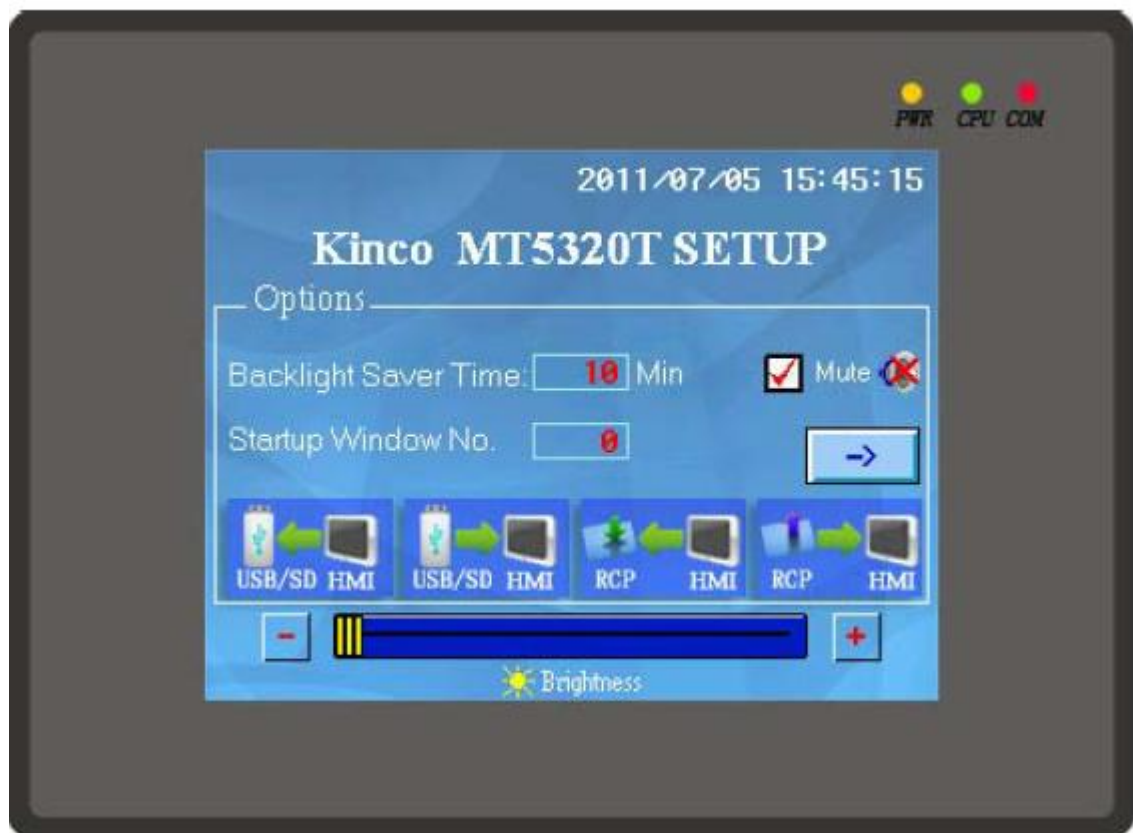 PWR CPU COM
2011/07/05 15:45:15
Kinco MT5320T SETUP
Options
Backlight Saver Time: 10 Min Mute
Startup Window No. 0
->
USB/SD HMI USB/SD HMI RCP HMI RCP HMI
- +
Brightness